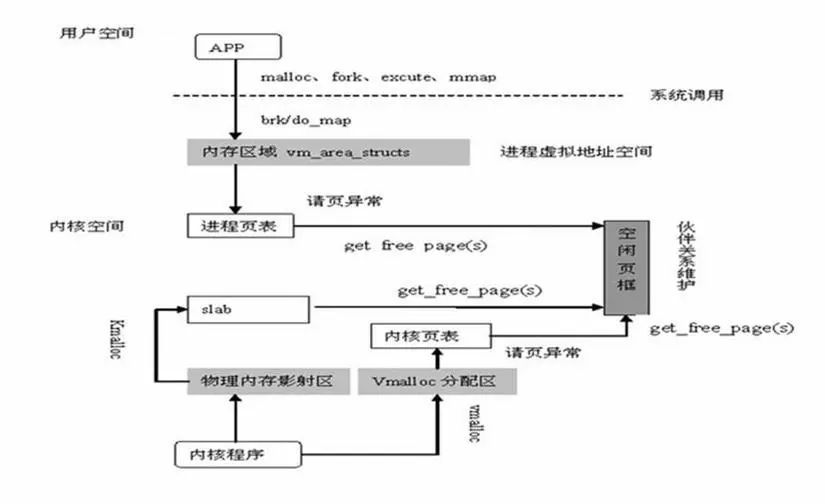 用户空间
APP
malloc、fork、excute、mmap
系统调用
brk/do_map
内存区域 vm_area_structs
进程虚拟地址空间
请页异常
内核空间
进程页表
get free page(s)
空闲页框
伙伴关系维护
slab
get_free_page(s)
Kmalloc
内核页表
请页异常
get_free_page(s)
物理内存影射区
Vmalloc 分配区
vmalloc
内核程序